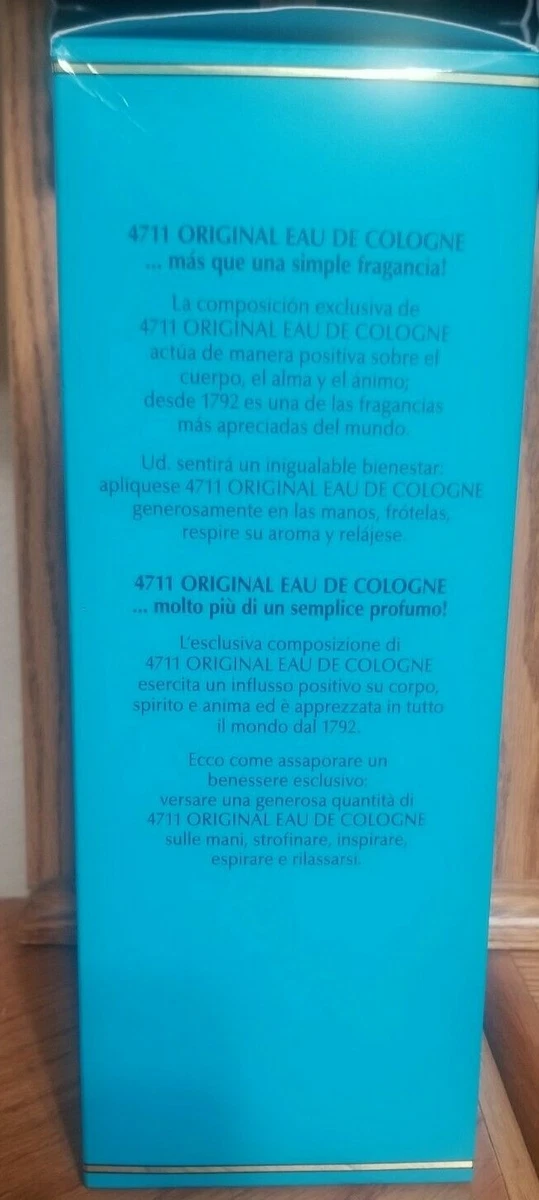 4711 ORIGINAL EAU DE COLOGNE
... más que una simple fragancia!
La composición exclusiva de
4711 ORIGINAL EAU DE COLOGNE
actúa de manera positiva sobre el
cuerpo, el alma y el ánimo;
desde 1792 es una de las fragancias
más apreciadas del mundo.
Ud. sentirá un inigualable bienestar:
aplíquese 4711 ORIGINAL EAU DE COLOGNE
generosamente en las manos, frótelas,
respire su aroma y relájese.
4711 ORIGINAL EAU DE COLOGNE
... molto più di un semplice profumo!
L'esclusiva composizione di
4711 ORIGINAL EAU DE COLOGNE
esercita un influsso positivo su corpo,
spirito e anima ed è apprezzata in tutto
il mondo dal 1792.
Ecco come assaporare un
benessere esclusivo:
versare una generosa quantità di
4711 ORIGINAL EAU DE COLOGNE
sulle mani, strofinare, inspirare,
espirare e rilassarsi.